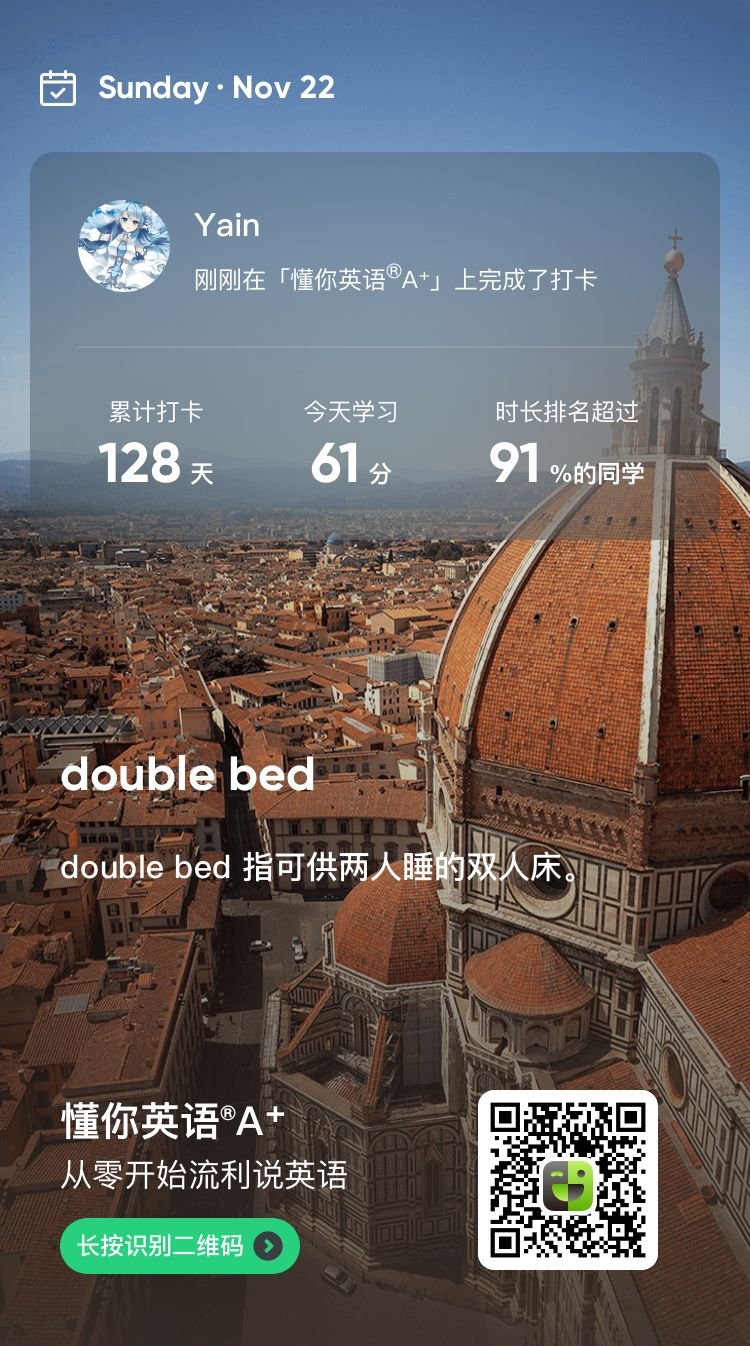 Sunday · Nov 22
Yain
刚刚在「懂你英语®A⁺」上完成了打卡
累计打卡
今天学习
时长排名超过
128 天
61 分
91 %的同学
double bed
double bed 指可供两人睡的双人床。
懂你英语®A⁺
从零开始流利说英语
长按识别二维码